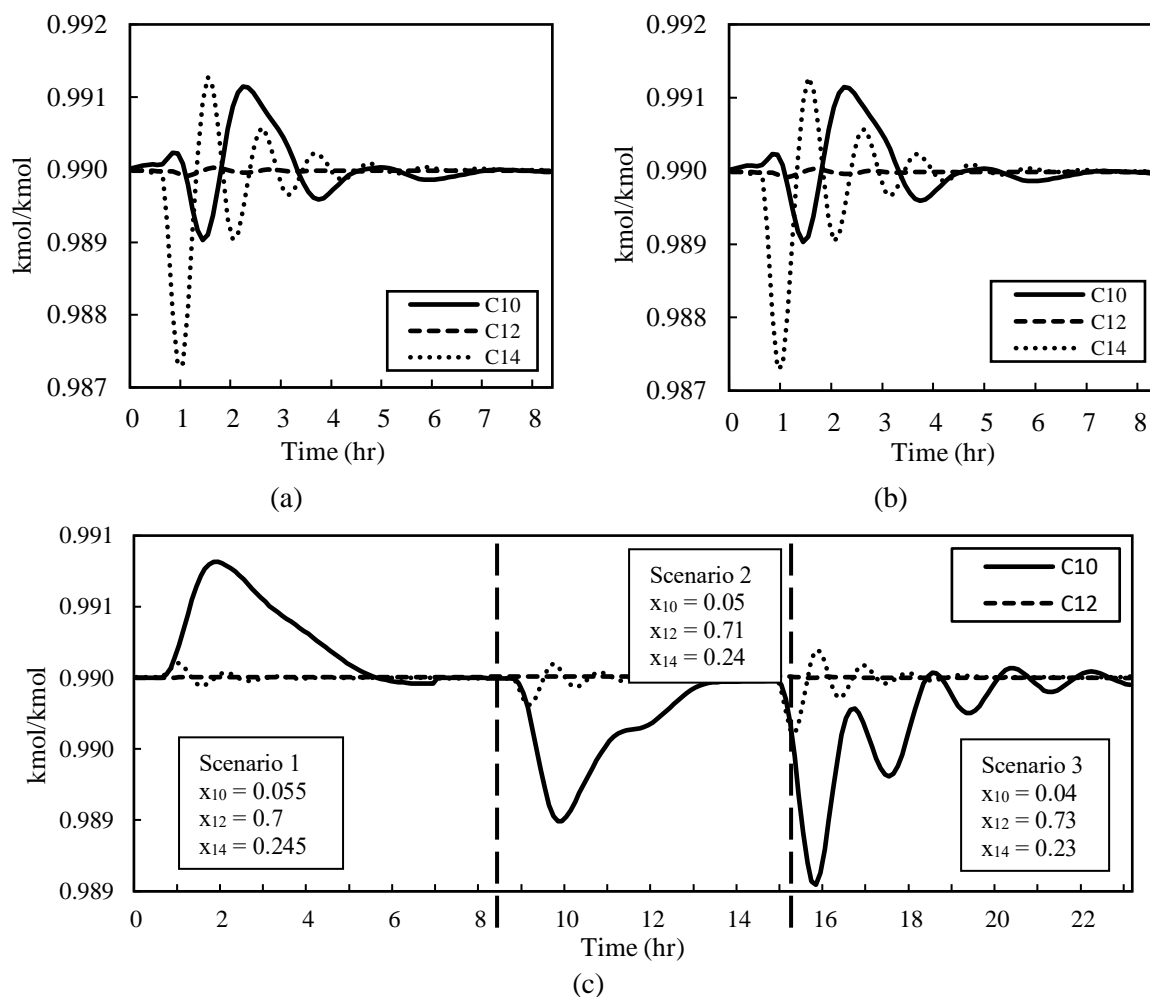 0.992
0.991
0.990
0.989
0.988
0.987
kmol/kmol
C10
C12
C14
0 1 2 3 4 5 6 7 8
Time (hr)
(a)
0.992
0.991
0.990
0.989
0.988
0.987
kmol/kmol
C10
C12
C14
0 1 2 3 4 5 6 7 8
Time (hr)
(b)
0.991
0.991
0.990
0.990
0.989
0.989
kmol/kmol
Scenario 1
x10 = 0.055
x12 = 0.7
x14 = 0.245
Scenario 2
x10 = 0.05
x12 = 0.71
x14 = 0.24
C10
C12
Scenario 3
x10 = 0.04
x12 = 0.73
x14 = 0.23
0 2 4 6 8 10 12 14 16 18 20 22
Time (hr)
(c)